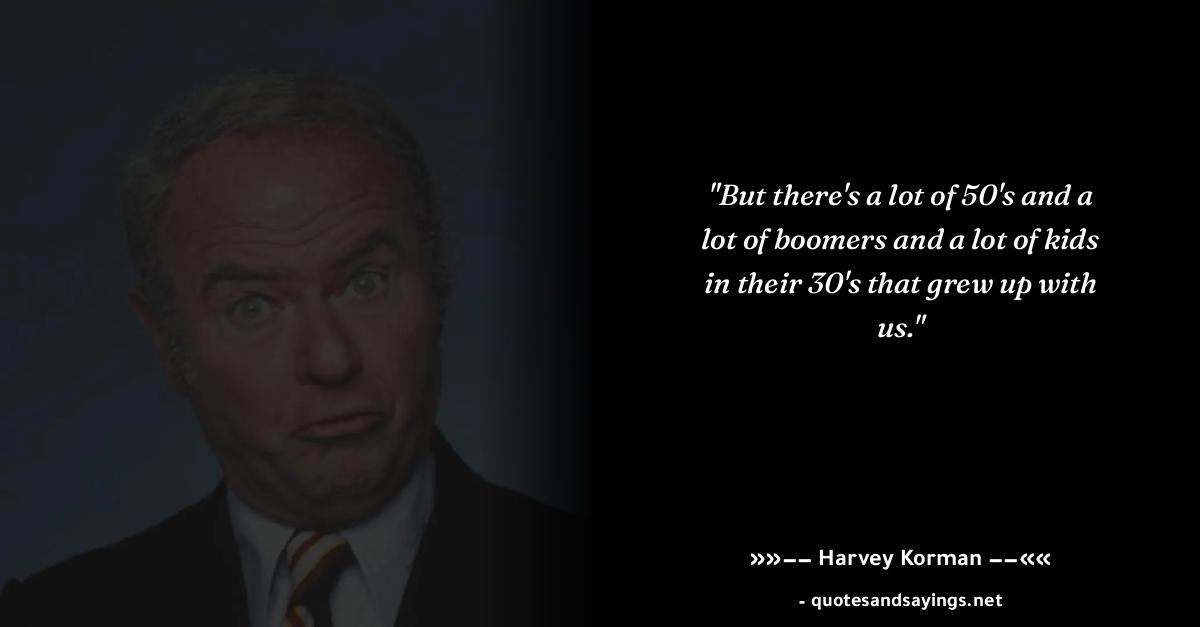 "But there's a lot of 50's and a
lot of boomers and a lot of kids
in their 30's that grew up with
us."
»»−− Harvey Korman −−««
- quotesandsayings.net